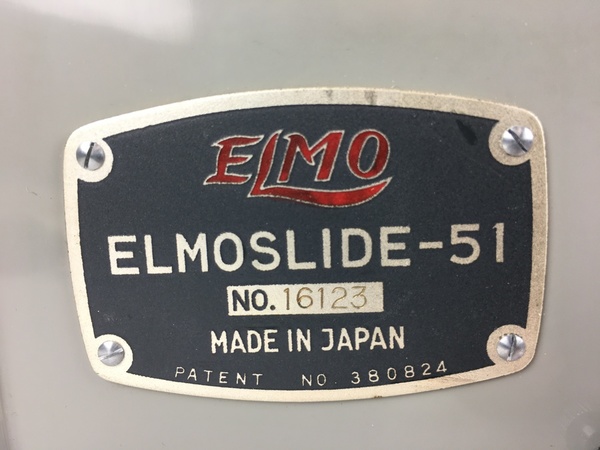 ELMO
ELMOSLIDE-51
NO. 16123
MADE IN JAPAN
PATENT NO. 380824